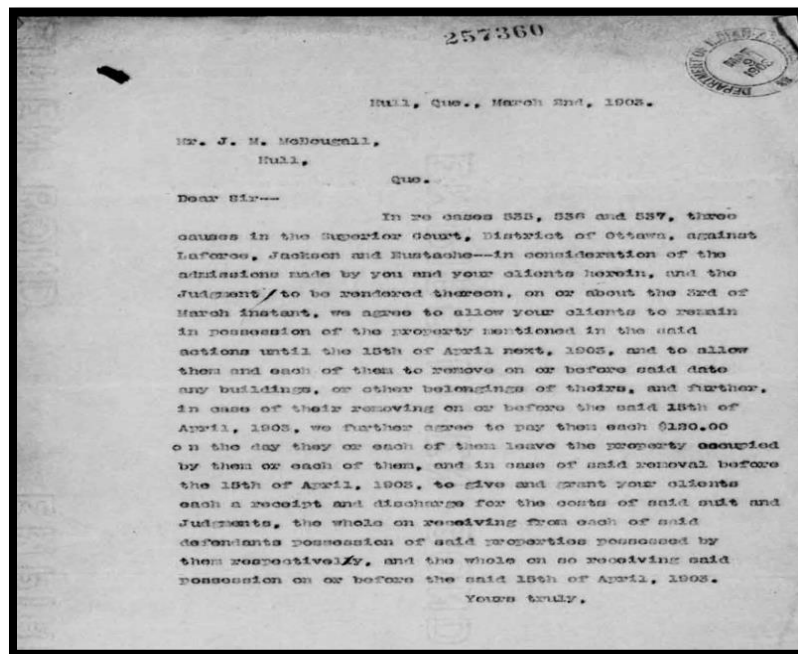 257360
DEPARTMENT OF INDIAN
MAR
1903
Hull, Que., March 2nd, 1903.
Mr. J. M. McDougall,
Hull,
Que.
Dear Sir--
In re cases 535, 536 and 537, three
causes in the Superior Court, District of Ottawa, against
Laforce, Jackson and Eustache--in consideration of the
admissions made by you and your clients herein, and the
Judgment/to be rendered thereon, on or about the 3rd of
March instant, we agree to allow your clients to remain
in possession of the property mentioned in the said
actions until the 15th of April next, 1903, and to allow
them and each of them to remove on or before said date
any buildings, or other belongings of theirs, and further,
in case of their removing on or before the said 15th of
April, 1903, we further agree to pay them each $120.00
on the day they or each of them leave the property occupied
by them or each of them, and in case of said removal before
the 15th of April, 1903, to give and grant your clients
each a receipt and discharge for the costs of said suit and
Judgments, the whole on receiving from each of said
defendants possession of said properties possessed by
them respectively, and the whole on so receiving said
possession on or before the said 15th of April, 1903.
Yours truly,